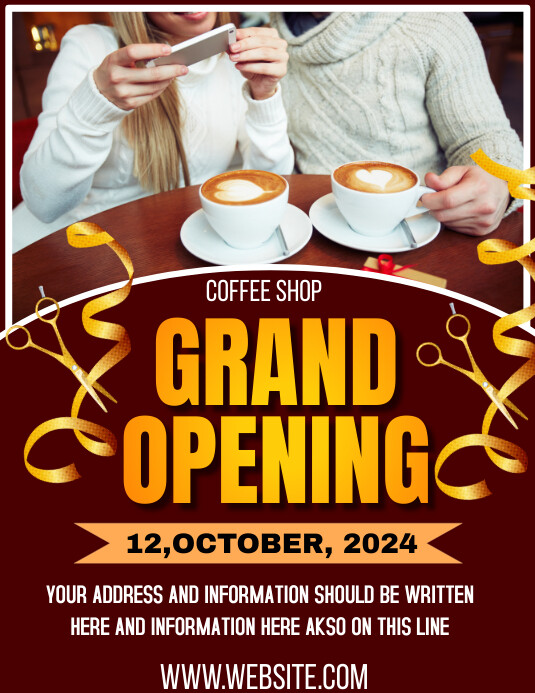 COFFEE SHOP
GRAND
OPENING
12,OCTOBER, 2024
YOUR ADDRESS AND INFORMATION SHOULD BE WRITTEN
HERE AND INFORMATION HERE AKSO ON THIS LINE
WWW.WEBSITE.COM